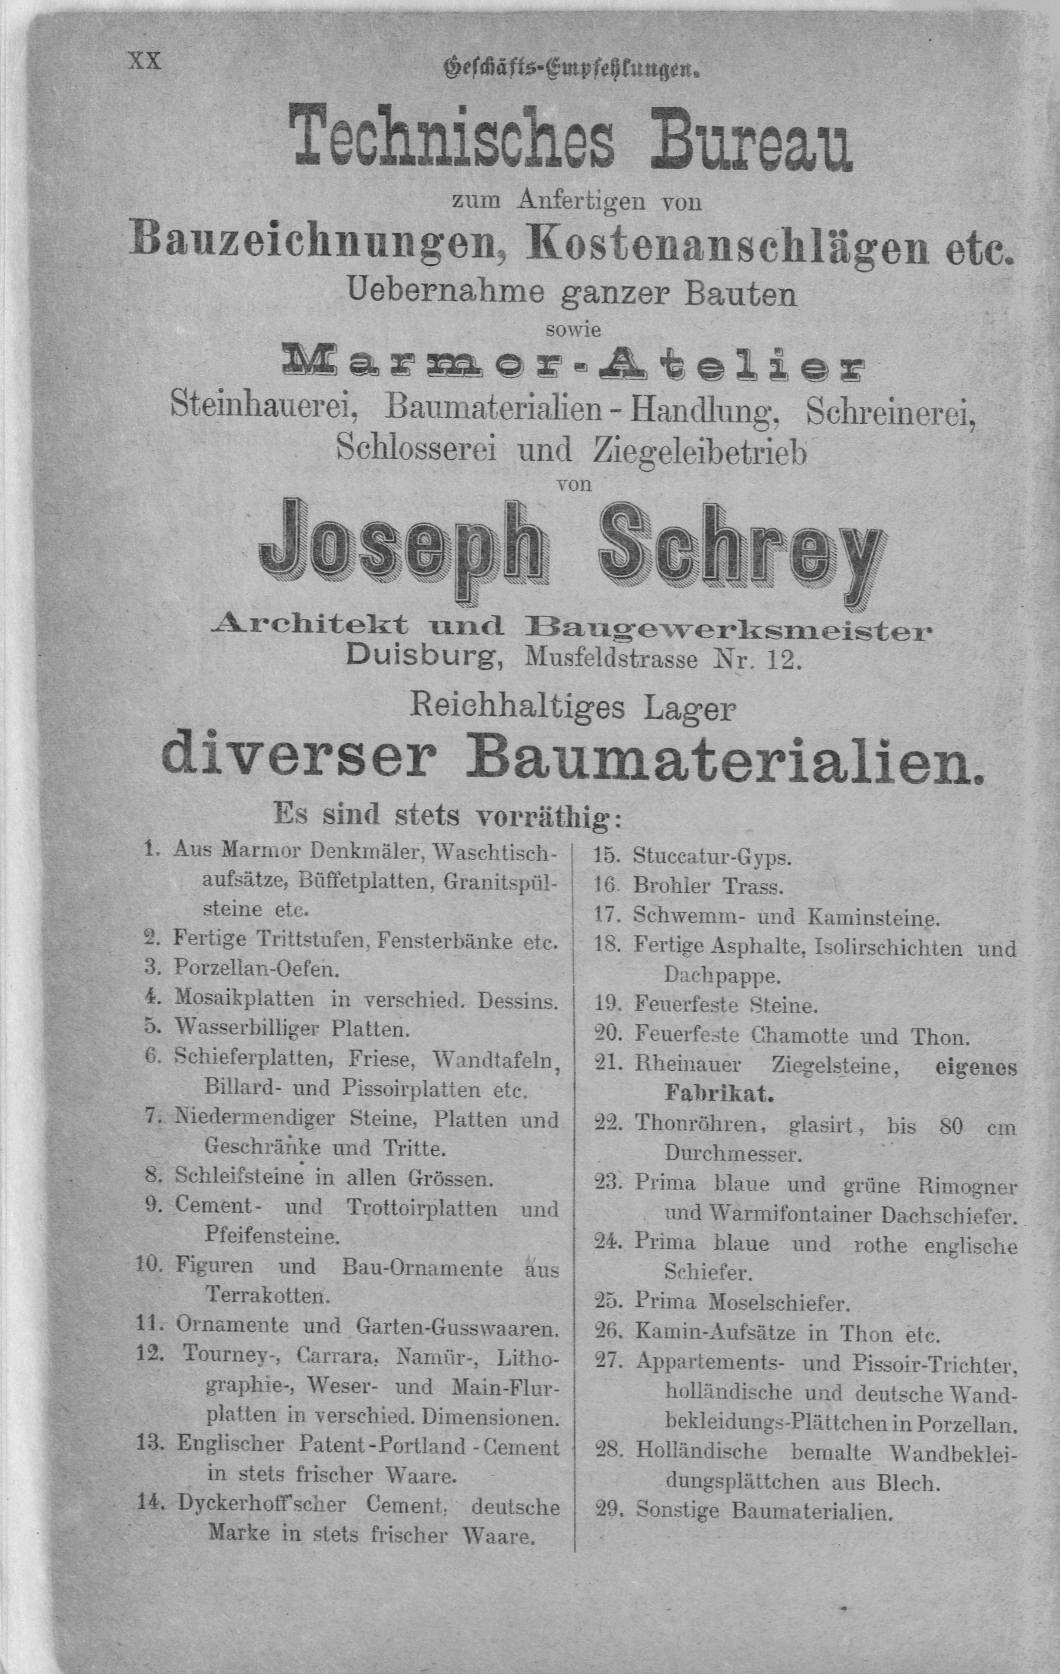 XX
Geschäfts-Empfehlungen.
Technisches Bureau
zum Anfertigen von
Bauzeichnungen, Kostenanschlägen etc.
Uebernahme ganzer Bauten
sowie
Marmor-Atelier
Steinhauerei, Baumaterialien-Handlung, Schreinerei,
Schlosserei und Ziegeleibetrieb
von
Joseph Schrey
Architekt und Baugewerksmeister
Duisburg, Musfeldstrasse Nr. 12.
Reichhaltiges Lager
diverser Baumaterialien.
Es sind stets vorräthig:
1. Aus Marmor Denkmäler, Waschtisch-
aufsätze, Büffetplatten, Granitspül-
steine etc.
2. Fertige Trittstufen, Fensterbänke etc.
3. Porzellan-Oefen.
4. Mosaikplatten in verschied. Dessins.
5. Wasserbilliger Platten.
6. Schieferplatten, Friese, Wandtafeln,
Billard- und Pissoirplatten etc.
7. Niedermendiger Steine, Platten und
Geschränke und Tritte.
8. Schleifsteine in allen Grössen.
9. Cement- und Trottoirplatten und
Pfeifensteine.
10. Figuren und Bau-Ornamente aus
Terrakotten.
11. Ornamente und Garten-Gusswaaren.
12. Tourney-, Carrara, Namür-, Litho-
graphie-, Weser- und Main-Flur-
platten in verschied. Dimensionen.
13. Englischer Patent-Portland-Cement
in stets frischer Waare.
14. Dyckerhoff'scher Cement, deutsche
Marke in stets frischer Waare.
15. Stuccatur-Gyps.
16. Brohler Trass.
17. Schwemm- und Kaminsteine.
18. Fertige Asphalte, Isolirschichten und
Dachpappe.
19. Feuerfeste Steine.
20. Feuerfeste Chamotte und Thon.
21. Rheinauer Ziegelsteine, eigenes
Fabrikat.
22. Thonröhren, glasirt, bis 80 cm
Durchmesser.
23. Prima blaue und grüne Rimogner
und Warmifontainer Dachschiefer.
24. Prima blaue und rothe englische
Schiefer.
25. Prima Moselschiefer.
26. Kamin-Aufsätze in Thon etc.
27. Appartements- und Pissoir-Trichter,
holländische und deutsche Wand-
bekleidungs-Plättchen in Porzellan.
28. Holländische bemalte Wandbeklei-
dungsplättchen aus Blech.
29. Sonstige Baumaterialien.